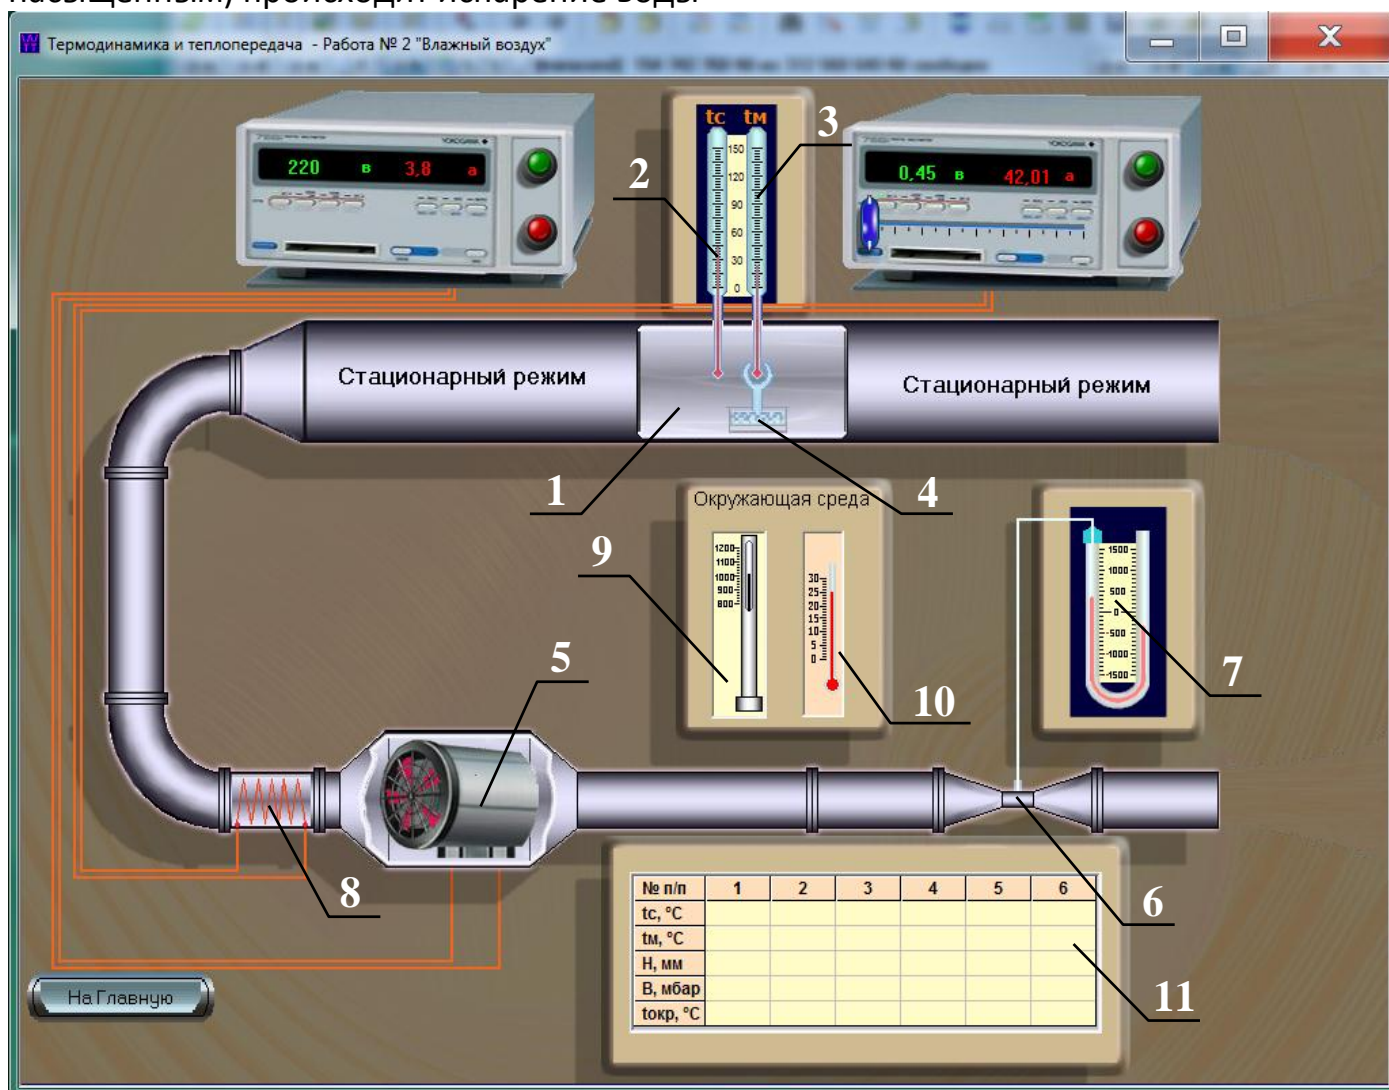 насыщенным, происходит испарение воды
Термодинамика и теплопередача - Работа № 2 "Влажный воздух"
YOKOGAWA
220 в 3,8 а
tc tм
150
120
90
60
30
0
2
3
YOKOGAWA
0,45 в 42,01 а
Стационарный режим
Стационарный режим
1
4
Окружающая среда
9
1200
1100
1000
900
800
30
25
20
15
10
5
0
10
1500
1000
500
0
-500
-1000
-1500
7
5
8
6
№ п/п 1 2 3 4 5 6
tс, °С
tм, °С
Н, мм
В, мбар
tокр, °С
11
На Главную